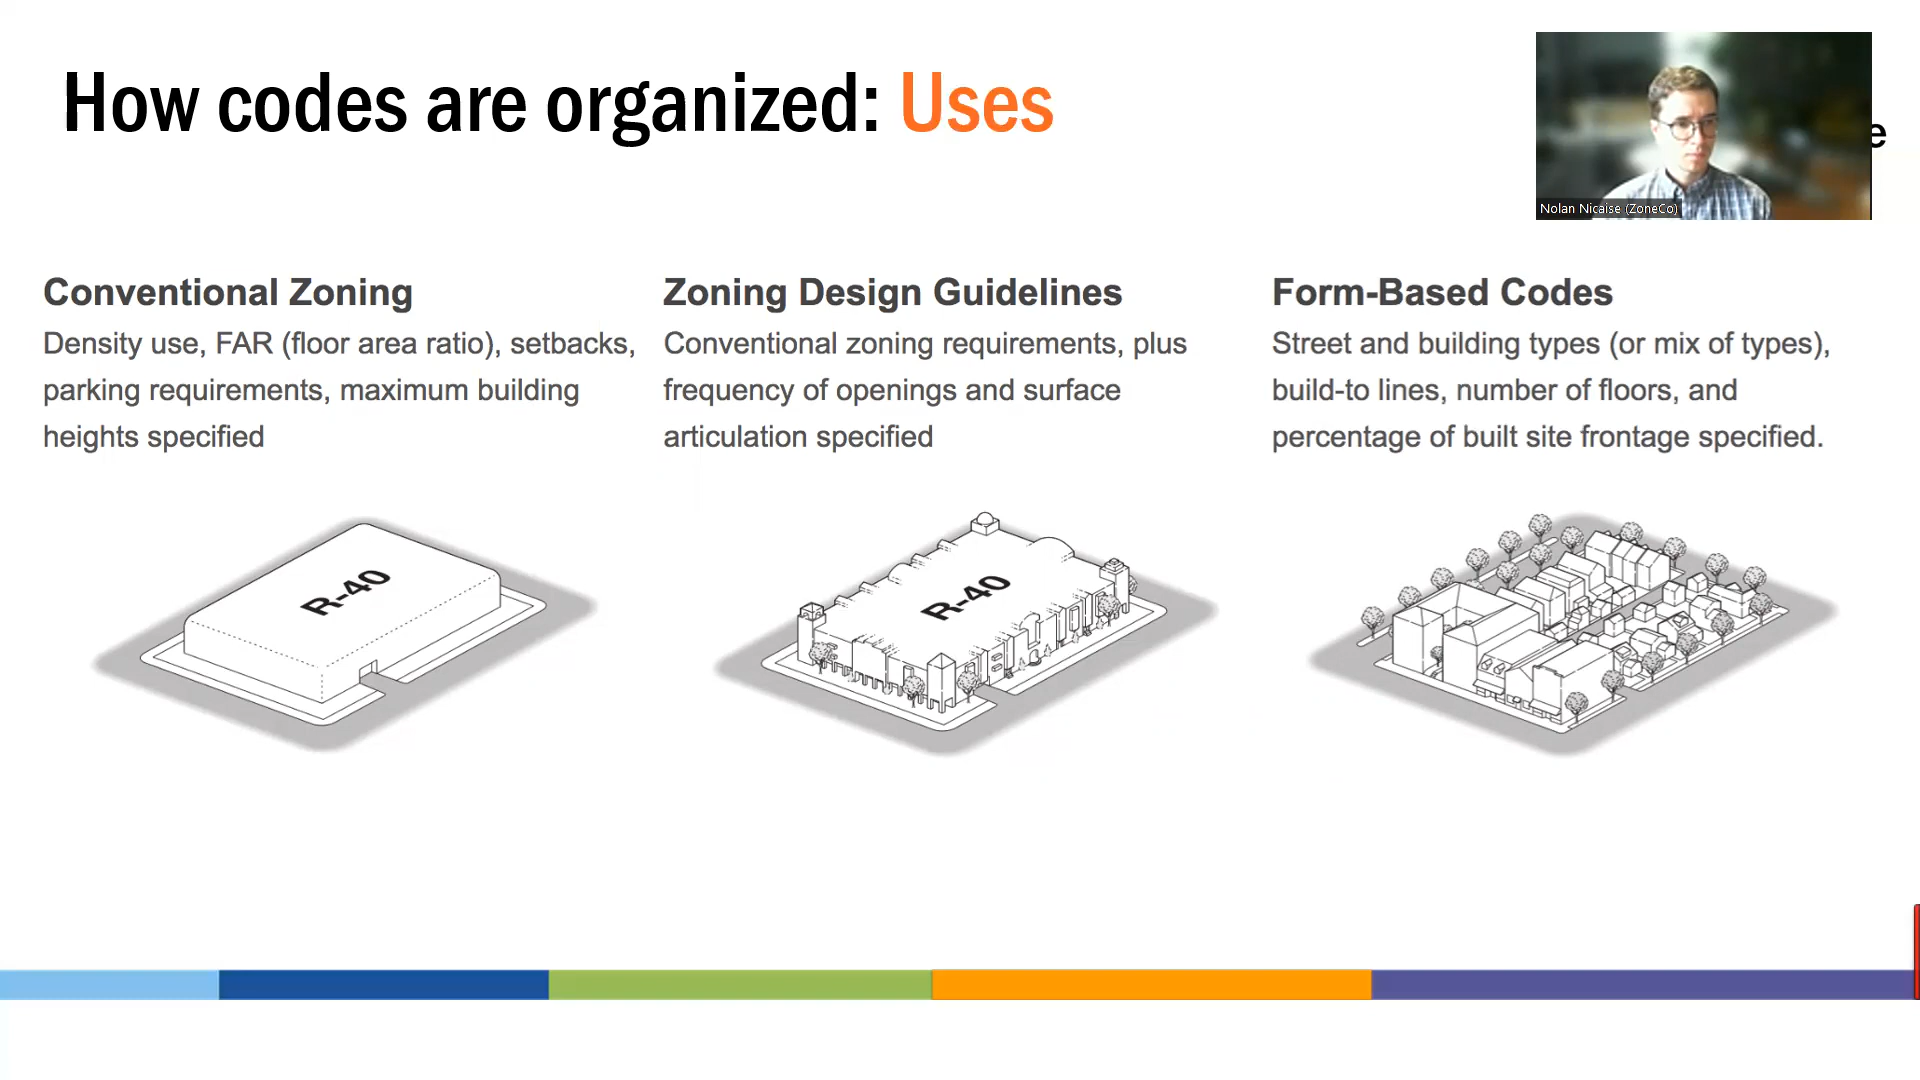 How codes are organized: Uses
e
Nolan Nicaise (ZoneCo)
Conventional Zoning
Density use, FAR (floor area ratio), setbacks,
parking requirements, maximum building
heights specified
Zoning Design Guidelines
Conventional zoning requirements, plus
frequency of openings and surface
articulation specified
Form-Based Codes
Street and building types (or mix of types),
build-to lines, number of floors, and
percentage of built site frontage specified.
R-40
R-40